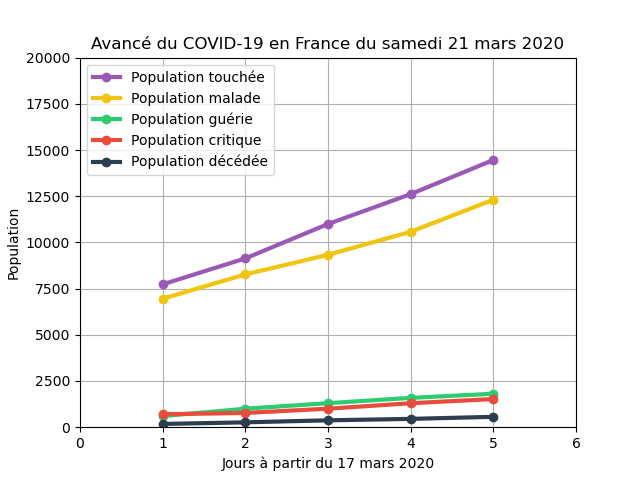 Avancé du COVID-19 en France du samedi 21 mars 2020
20000
17500
15000
12500
10000
7500
5000
2500
0
Population
Population touchée
Population malade
Population guérie
Population critique
Population décédée
0 1 2 3 4 5 6
Jours à partir du 17 mars 2020